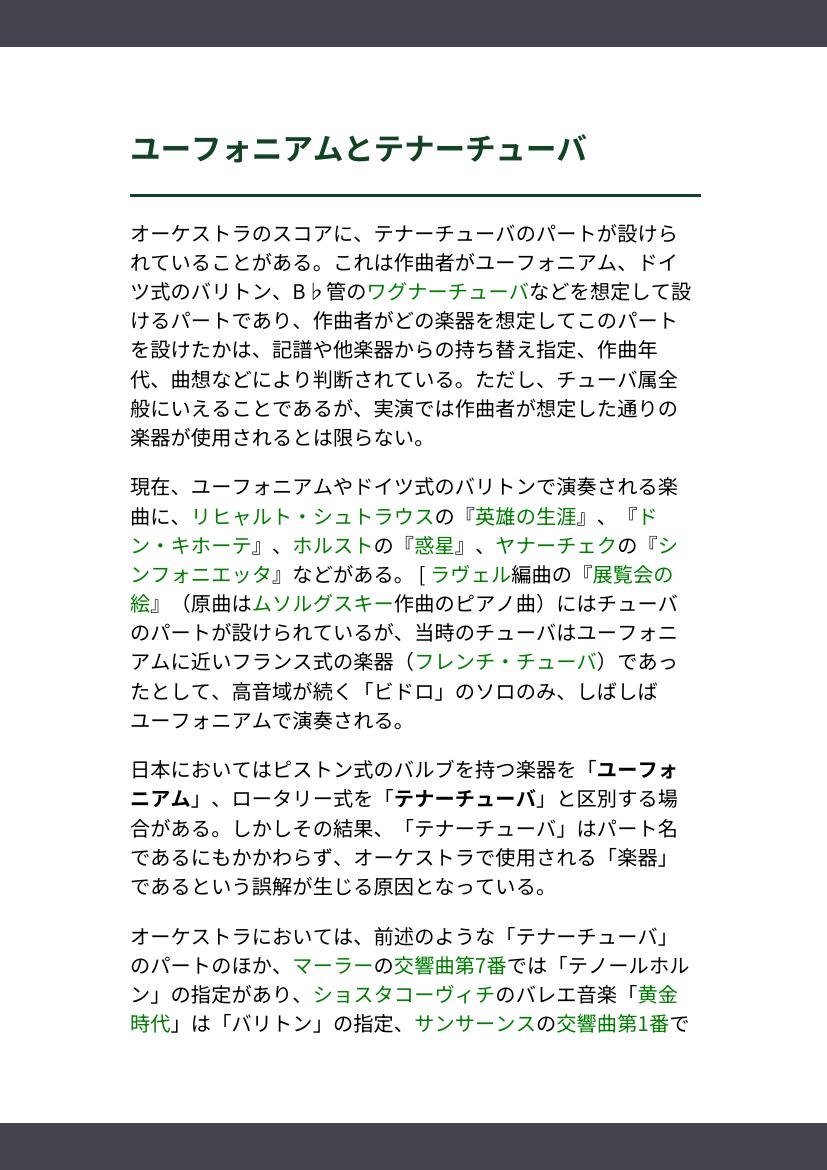 ユーフォニアムとテナーチューバ
オーケストラのスコアに、テナーチューバのパートが設けら
れていることがある。これは作曲者がユーフォニアム、ドイ
ツ式のバリトン、B♭管のワグナーチューバなどを想定して設
けるパートであり、作曲者がどの楽器を想定してこのパート
を設けたかは、記譜や他楽器からの持ち替え指定、作曲年
代、曲想などにより判断されている。ただし、チューバ属全
般にいえることであるが、実演では作曲者が想定した通りの
楽器が使用されるとは限らない。
現在、ユーフォニアムやドイツ式のバリトンで演奏される楽
曲に、リヒャルト・シュトラウスの『英雄の生涯』、『ド
ン・キホーテ』、ホルストの『惑星』、ヤナーチェクの『シ
ンフォニエッタ』などがある。 [ ラヴェル編曲の『展覧会の
絵』（原曲はムソルグスキー作曲のピアノ曲）にはチューバ
のパートが設けられているが、当時のチューバはユーフォニ
アムに近いフランス式の楽器（フレンチ・チューバ）であっ
たとして、高音域が続く「ビドロ」のソロのみ、しばしば
ユーフォニアムで演奏される。
日本においてはピストン式のバルブを持つ楽器を「ユーフォ
ニアム」、ロータリー式を「テナーチューバ」と区別する場
合がある。しかしその結果、「テナーチューバ」はパート名
であるにもかかわらず、オーケストラで使用される「楽器」
であるという誤解が生じる原因となっている。
オーケストラにおいては、前述のような「テナーチューバ」
のパートのほか、マーラーの交響曲第7番では「テノールホル
ン」の指定があり、ショスタコーヴィチのバレエ音楽「黄金
時代」は「バリトン」の指定、サンサーンスの交響曲第1番で